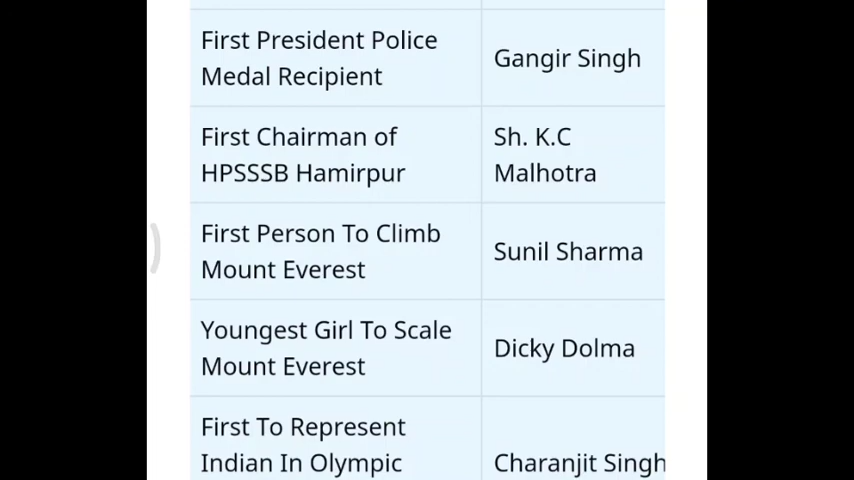 First President Police
Medal Recipient
Gangir Singh
First Chairman of
HPSSSB Hamirpur
Sh. K.C
Malhotra
First Person To Climb
Mount Everest
Sunil Sharma
Youngest Girl To Scale
Mount Everest
Dicky Dolma
First To Represent
Indian In Olympic
Charanjit Singh